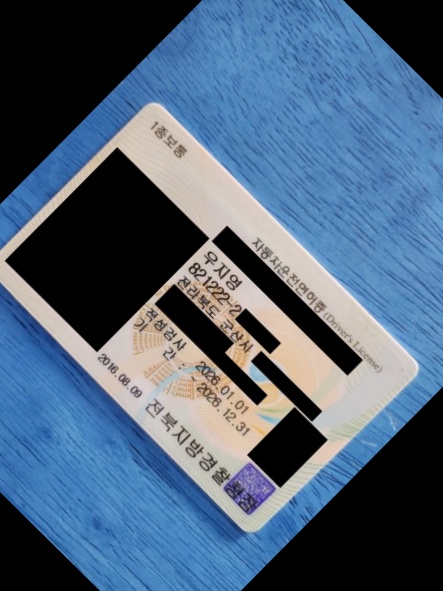 1종보통
자동차운전면허증 (Driver's License)
우지영
821222-2
전라북도 군산시
적성검사 2026.01.01
기 간 : ~ 2026.12.31
2016.08.09
전북지방경찰청장